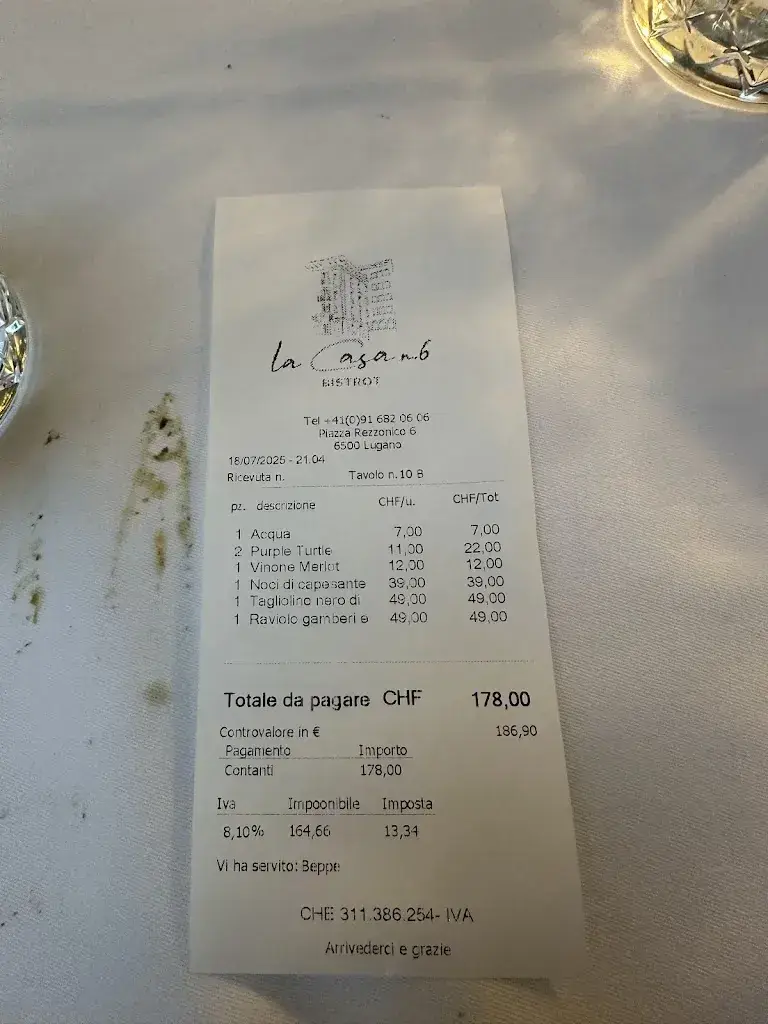 La Casa n.6
BISTROT
Tel +41(0)91 682 06 06
Piazza Rezzonico 6
6500 Lugano
18/07/2025 - 21.04
Ricevuta n. Tavolo n.10 B
pz. descrizione CHF/u. CHF/Tot
1 Acqua 7,00 7,00
2 Purple Turtle 11,00 22,00
1 Vinone Merlot 12,00 12,00
1 Noci di capesante 39,00 39,00
1 Tagliolino nero di 49,00 49,00
1 Raviolo gamberi e 49,00 49,00
Totale da pagare CHF 178,00
Controvalore in € 186,90
Pagamento Importo
Contanti 178,00
Iva Impoonibile Imposta
8,10% 164,66 13,34
Vi ha servito: Beppe
CHE 311.386.254- IVA
Arrivederci e grazie